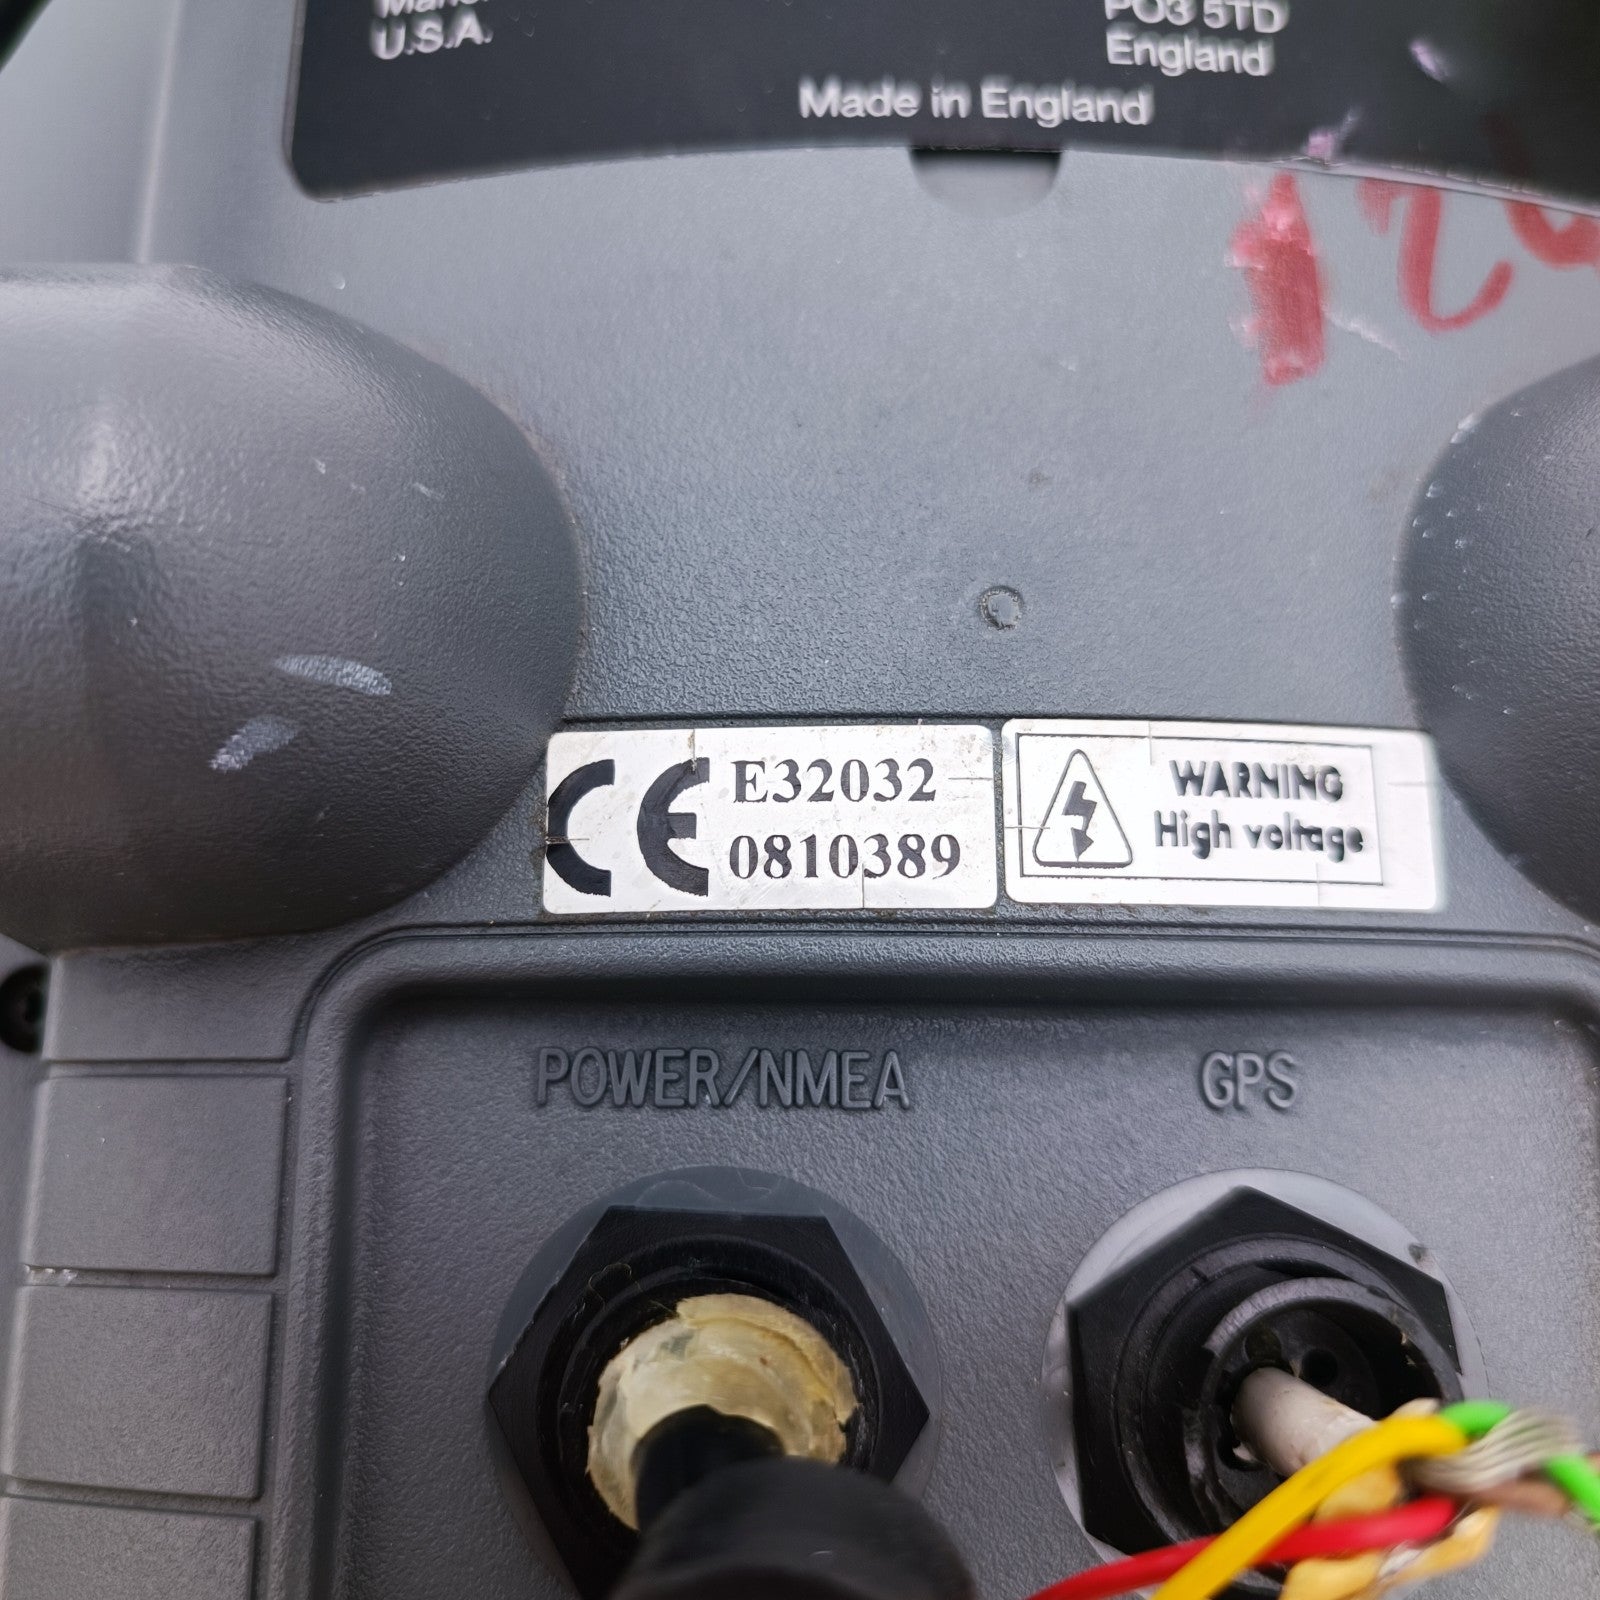 U.S.A.
PO3 5TD
England
Made in England
CE E32032
0810389
WARNING
High voltage
POWER/NMEA
GPS